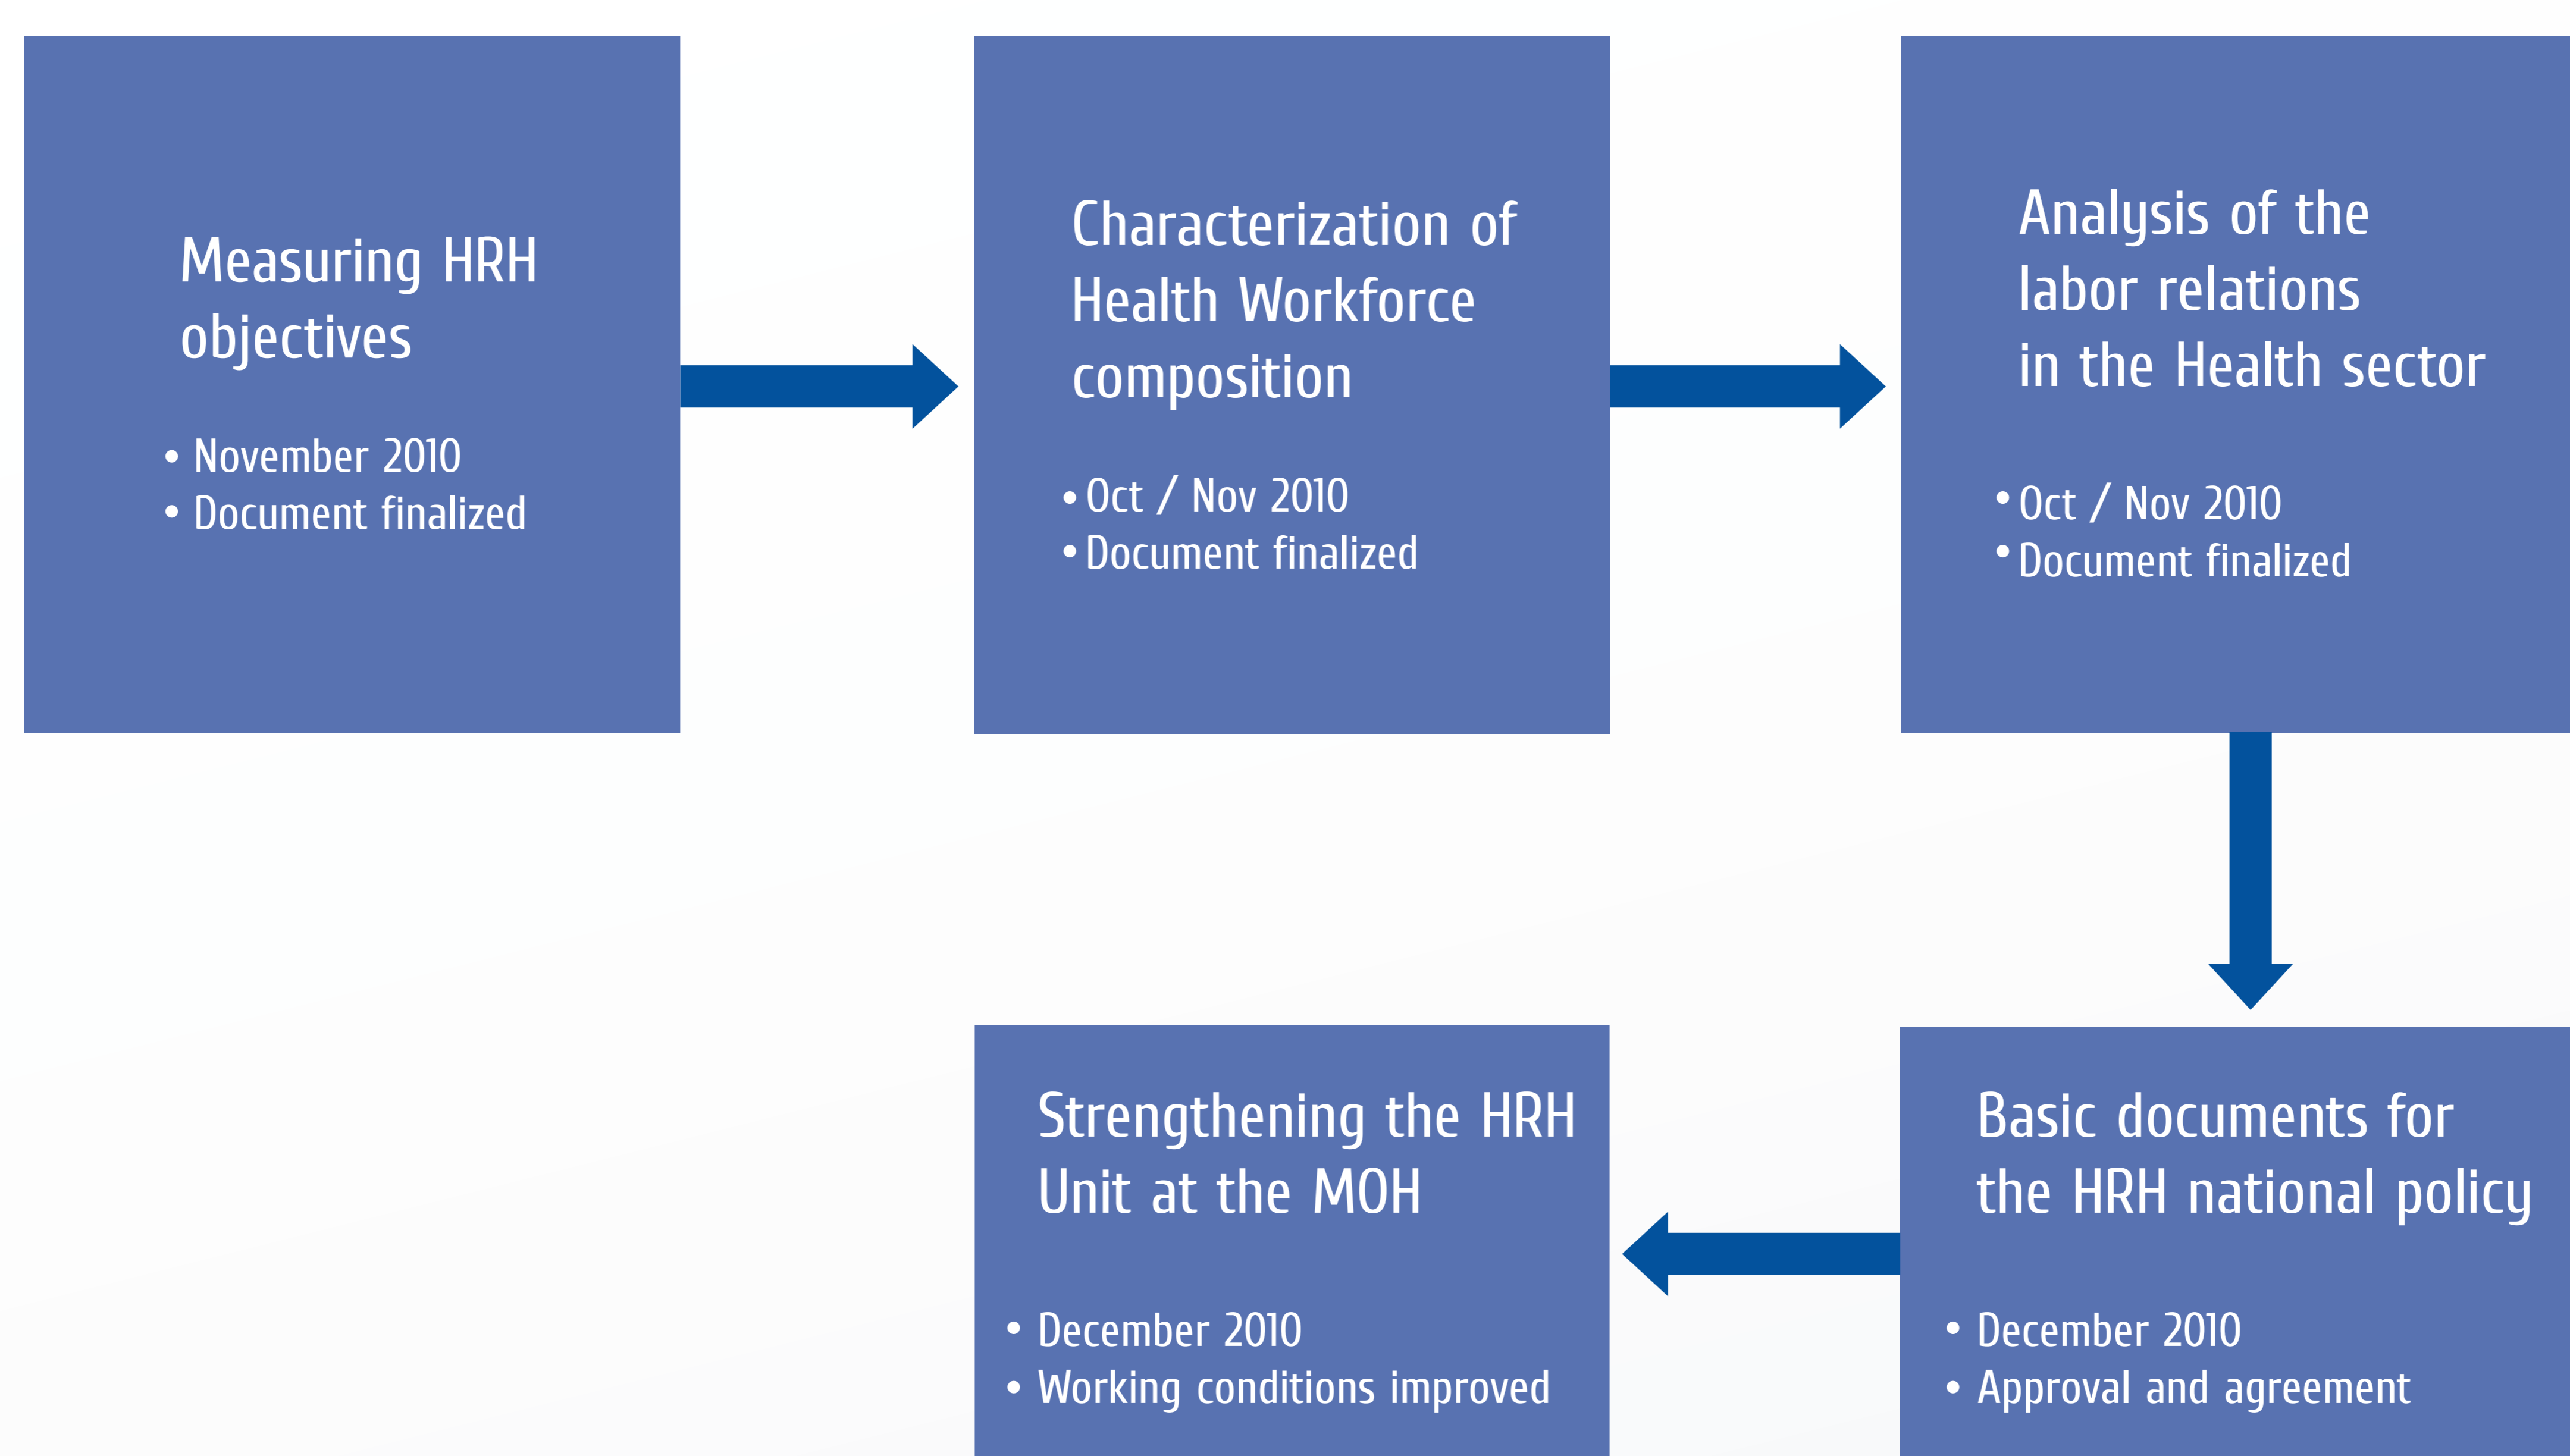 Measuring HRH
objectives
• November 2010
• Document finalized
Characterization of
Health Workforce
composition
• Oct / Nov 2010
• Document finalized
Analysis of the
labor relations
in the Health sector
• Oct / Nov 2010
• Document finalized
Basic documents for
the HRH national policy
• December 2010
• Approval and agreement
Strengthening the HRH
Unit at the MOH
• December 2010
• Working conditions improved